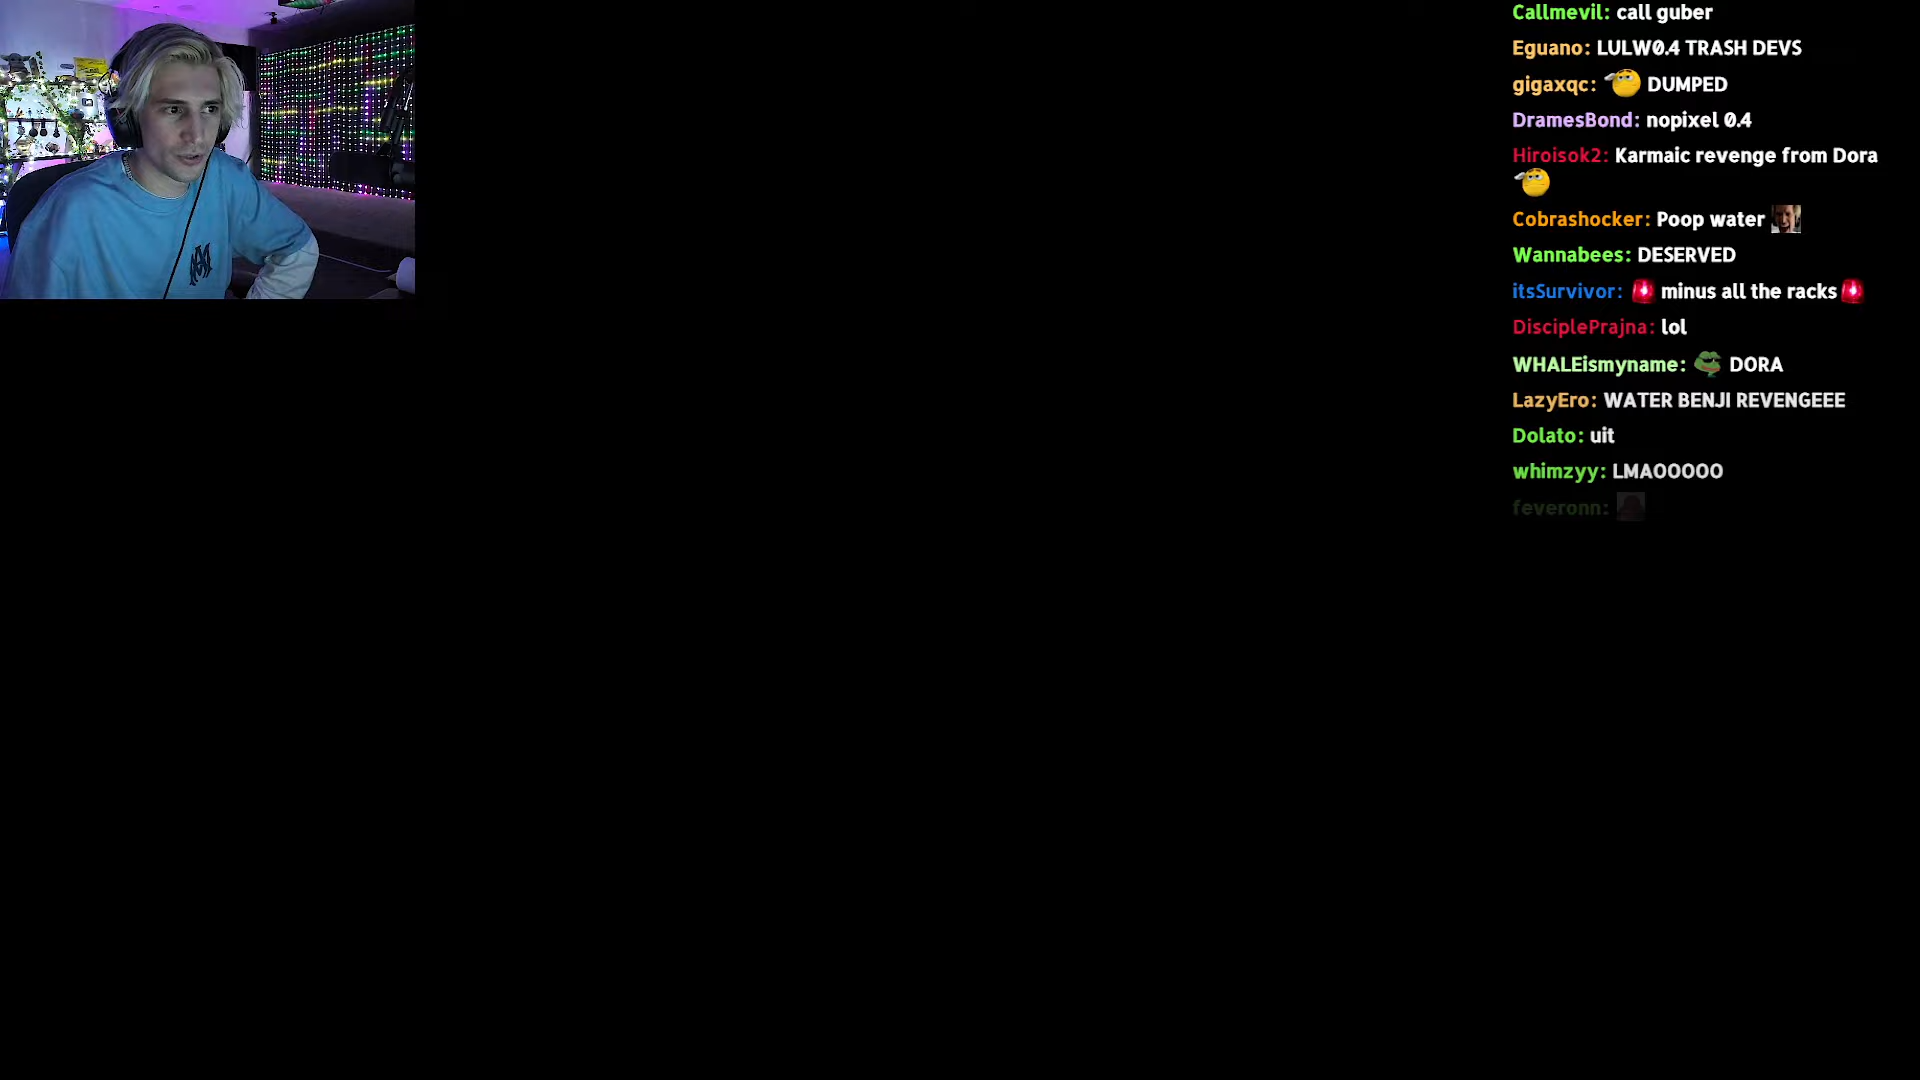 Callmevil: call guber
Eguano: LULW0.4 TRASH DEVS
gigaxqc: DUMPED
DramesBond: nopixel 0.4
Hiroisok2: Karmaic revenge from Dora
Cobrashocker: Poop water
Wannabees: DESERVED
itsSurvivor: minus all the racks
DisciplePrajna: lol
WHALEismyname: DORA
LazyEro: WATER BENJI REVENGEEE
Dolato: uit
whimzyy: LMAOOOOO
feveronn: